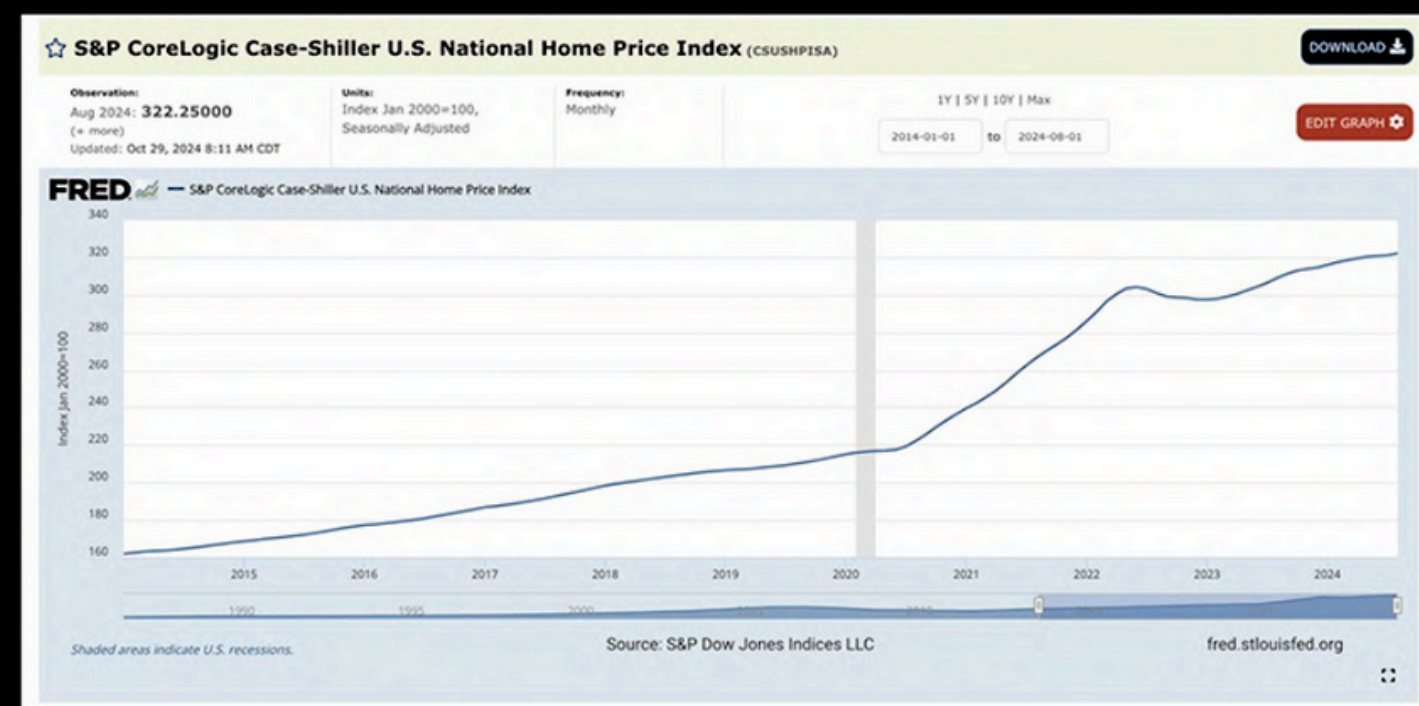 S&P CoreLogic Case-Shiller U.S. National Home Price Index (CSUSHPISA)
DOWNLOAD
Observation:
Aug 2024: 322.25000
(+ more)
Updated: Oct 29, 2024 8:11 AM CDT
Units:
Index Jan 2000=100,
Seasonally Adjusted
Frequency:
Monthly
1Y | 5Y | 10Y | Max
2014-01-01 to 2024-08-01
EDIT GRAPH
FRED
S&P CoreLogic Case-Shiller U.S. National Home Price Index
340
320
300
280
260
240
220
200
180
160
Index Jan 2000=100
2015 2016 2017 2018 2019 2020 2021 2022 2023 2024
1990 1995 2000 2010
Shaded areas indicate U.S. recessions.
Source: S&P Dow Jones Indices LLC
fred.stlouisfed.org